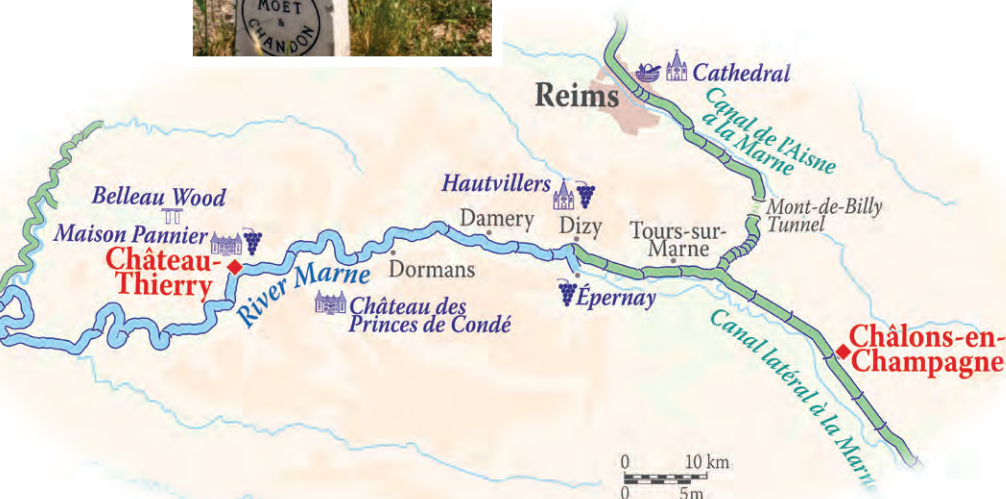 MOËT
&
CHANDON
Reims
Cathedral
Canal de l'Aisne
à la Marne
Mont-de-Billy
Tunnel
Belleau Wood
Maison Pannier
Château-
Thierry
River Marne
Hautvillers
Damery
Dizy
Tours-sur-
Marne
Dormans
Château des
Princes de Condé
Épernay
Châlons-en-
Champagne
Canal latéral à la Marne
0 10 km
0 5m